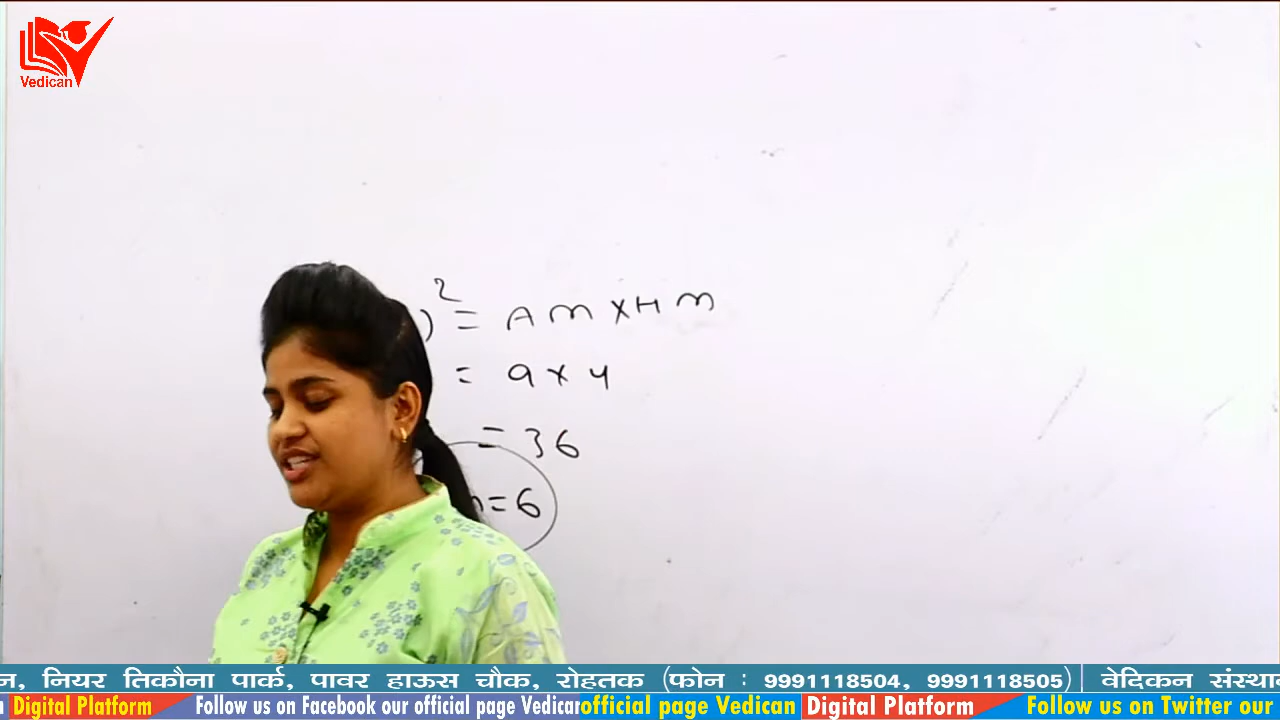 Vedican
)² = AM × HM
= 9 × 4
= 36
= 6
न, नियर तिकौना पार्क, पावर हाऊस चौक, रोहतक (फोन : 9991118504, 9991118505) | वेदिकन संस्थान
Digital Platform Follow us on Facebook our official page Vedican official page Vedican Digital Platform Follow us on Twitter our